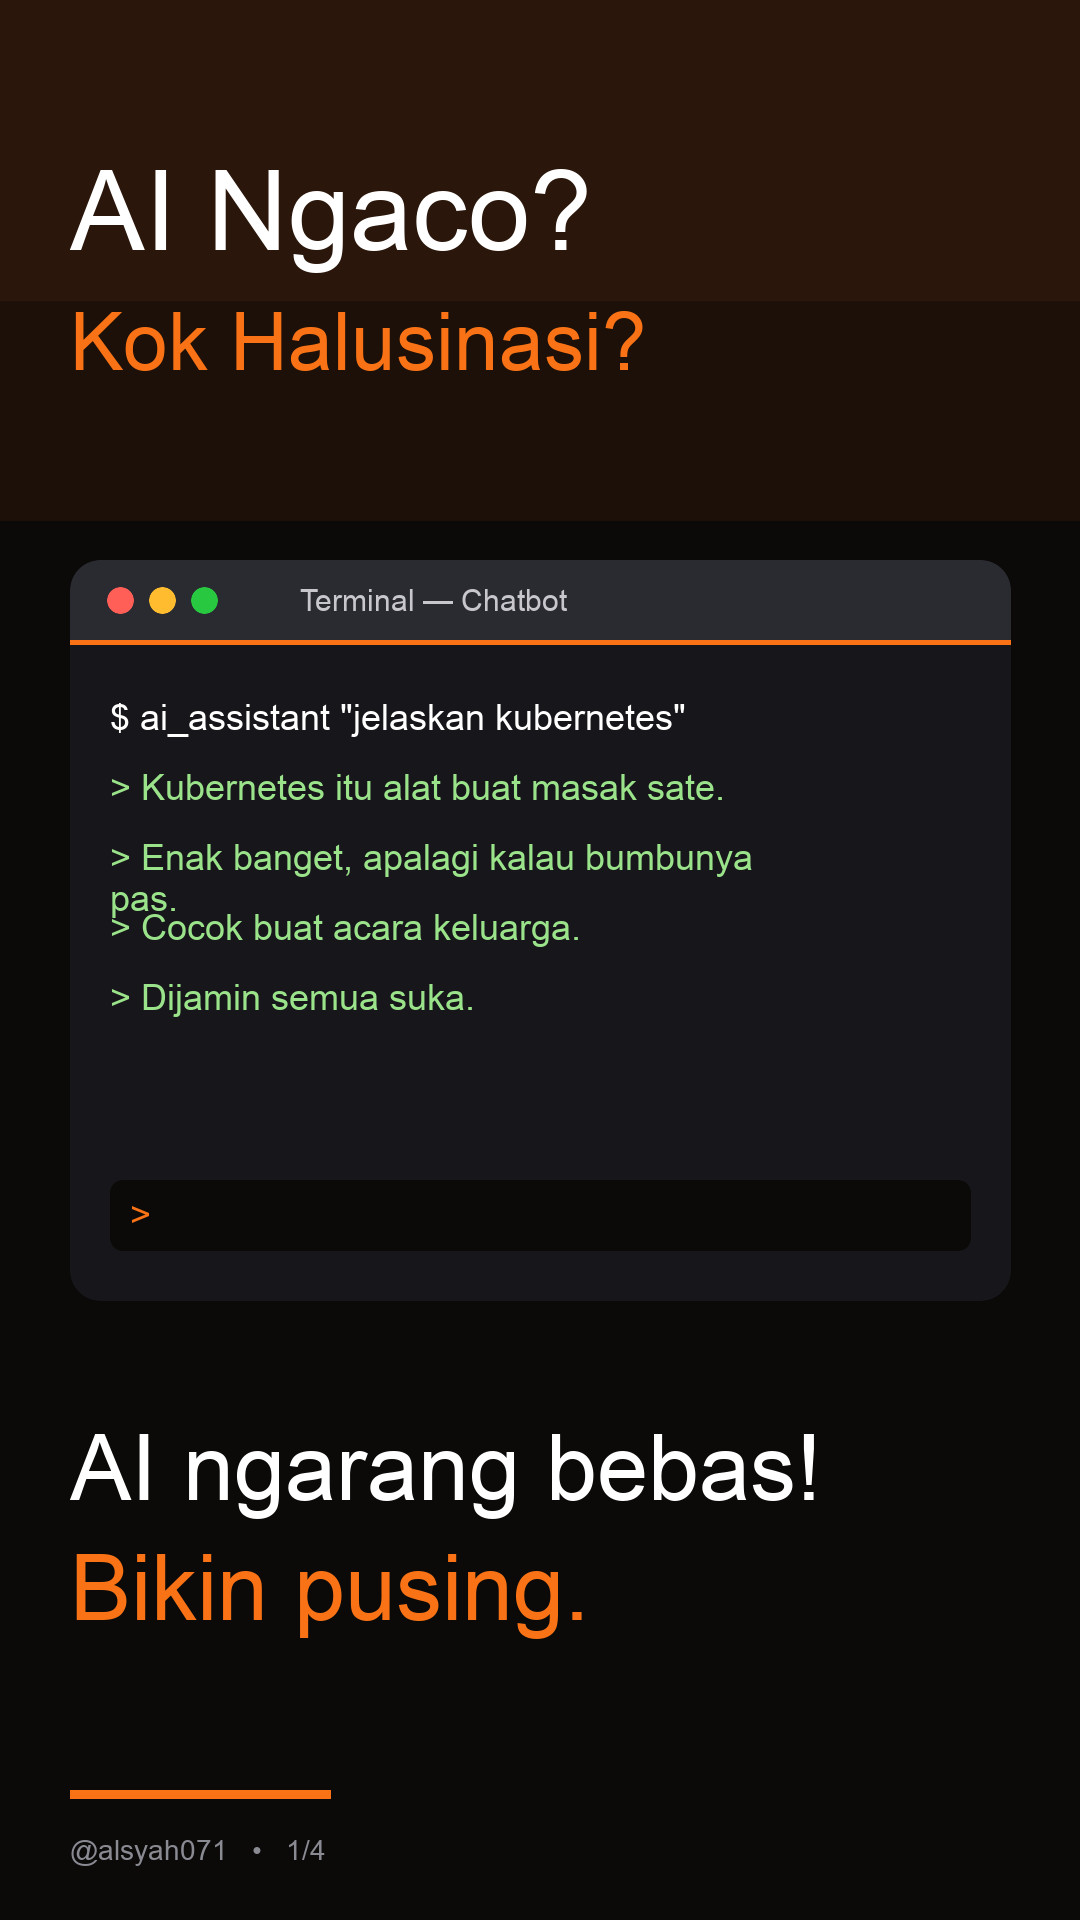 AI Ngaco?
Kok Halusinasi?
Terminal — Chatbot
$ ai_assistant "jelaskan kubernetes"
> Kubernetes itu alat buat masak sate.
> Enak banget, apalagi kalau bumbunya
pas.
> Cocok buat acara keluarga.
> Dijamin semua suka.
>
AI ngarang bebas!
Bikin pusing.
@alsyah071 • 1/4